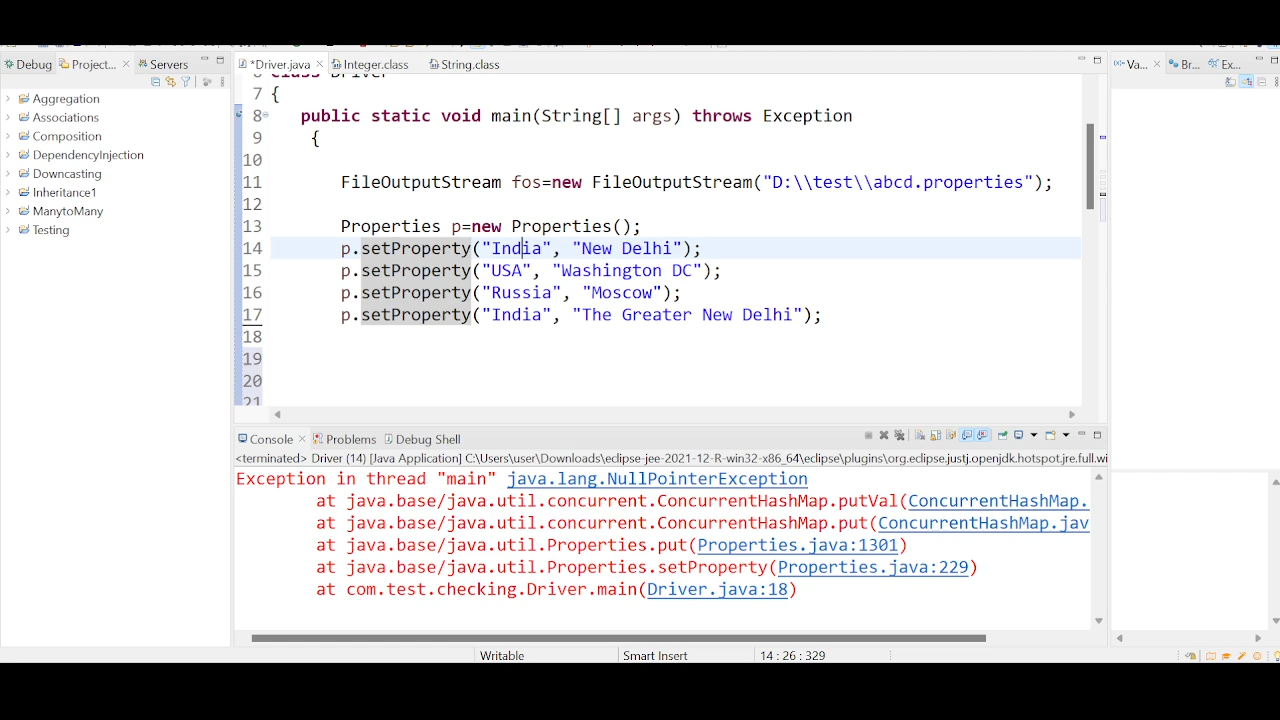 Debug Project... Servers
*Driver.java Integer.class String.class
Va... Br... Ex...
Aggregation
Associations
Composition
DependencyInjection
Downcasting
Inheritance1
ManytoMany
Testing
6 class Driver
7 {
8 public static void main(String[] args) throws Exception
9 {
10
11 FileOutputStream fos=new FileOutputStream("D:\\test\\abcd.properties");
12
13 Properties p=new Properties();
14 p.setProperty("India", "New Delhi");
15 p.setProperty("USA", "Washington DC");
16 p.setProperty("Russia", "Moscow");
17 p.setProperty("India", "The Greater New Delhi");
18
19
20
21
Console Problems Debug Shell
<terminated> Driver (14) [Java Application] C:\Users\user\Downloads\eclipse-jee-2021-12-R-win32-x86_64\eclipse\plugins\org.eclipse.justj.openjdk.hotspot.jre.full.wi
Exception in thread "main" java.lang.NullPointerException
at java.base/java.util.concurrent.ConcurrentHashMap.putVal(ConcurrentHashMap.
at java.base/java.util.concurrent.ConcurrentHashMap.put(ConcurrentHashMap.jav
at java.base/java.util.Properties.put(Properties.java:1301)
at java.base/java.util.Properties.setProperty(Properties.java:229)
at com.test.checking.Driver.main(Driver.java:18)
Writable Smart Insert 14 : 26 : 329